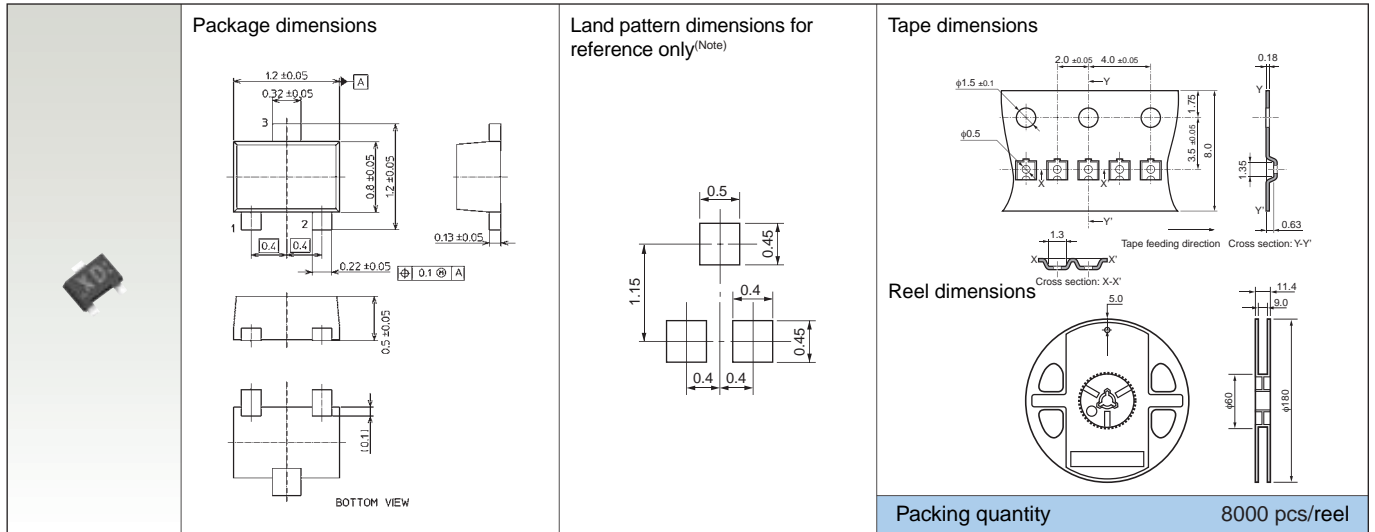 Package dimensions
1.2 ±0.05
A
0.32 ±0.05
3
0.8 ±0.05
1.2 ±0.05
1
2
0.4
0.4
0.13 ±0.05
0.22 ±0.05
⌖ 0.1 Ⓜ A
0.5 ±0.05
(0.1)
BOTTOM VIEW
Land pattern dimensions for
reference only(Note)
0.5
0.45
1.15
0.4
0.45
0.4
0.4
Tape dimensions
2.0 ±0.05
4.0 ±0.05
0.18
φ1.5 ±0.1
Y
Y
1.75
φ0.5
3.5 ±0.05
8.0
1.35
X
X'
Y'
Y'
0.63
1.3
Tape feeding direction
Cross section: Y-Y'
X
X'
Cross section: X-X'
Reel dimensions
11.4
5.0
9.0
φ60
φ180
Packing quantity
8000 pcs/reel